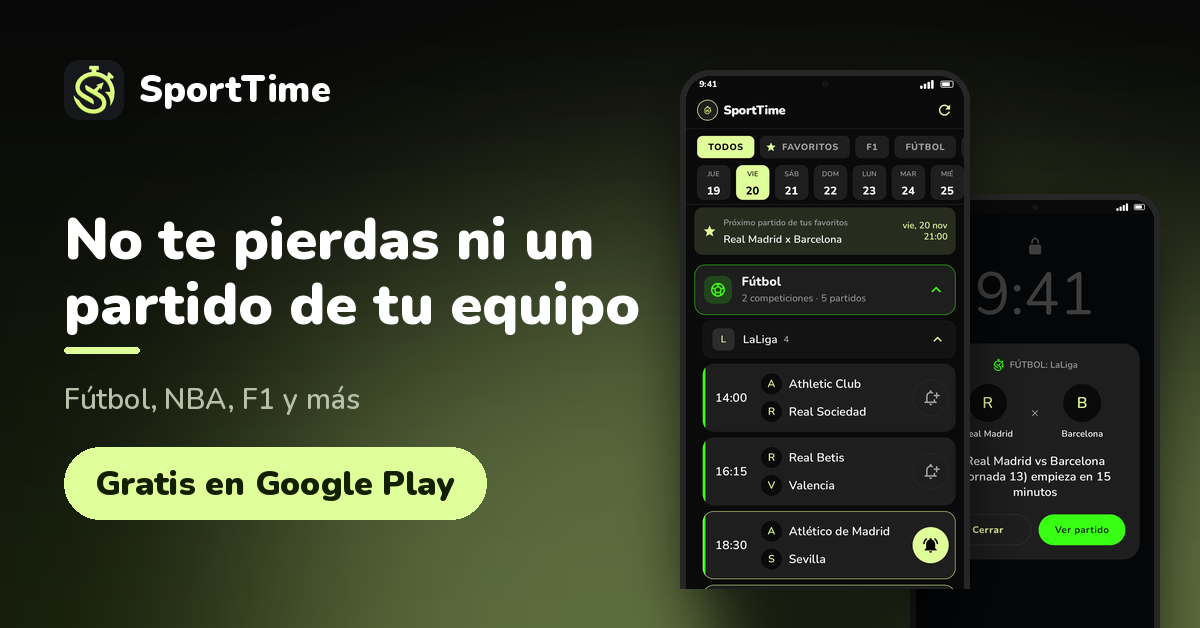 SportTime
No te pierdas ni un
partido de tu equipo
Fútbol, NBA, F1 y más
Gratis en Google Play
9:41
SportTime
TODOS
FAVORITOS
F1
FÚTBOL
JUE
19
VIE
20
SÁB
21
DOM
22
LUN
23
MAR
24
MIÉ
25
Próximo partido de tus favoritos
Real Madrid x Barcelona
vie, 20 nov
21:00
Fútbol
2 competiciones · 5 partidos
L
LaLiga 4
14:00
A Athletic Club
R Real Sociedad
16:15
R Real Betis
V Valencia
18:30
A Atlético de Madrid
S Sevilla
9:41
FÚTBOL: LaLiga
R × B
eal Madrid
Barcelona
Real Madrid vs Barcelona
ornada 13) empieza en 15
minutos
Cerrar
Ver partido